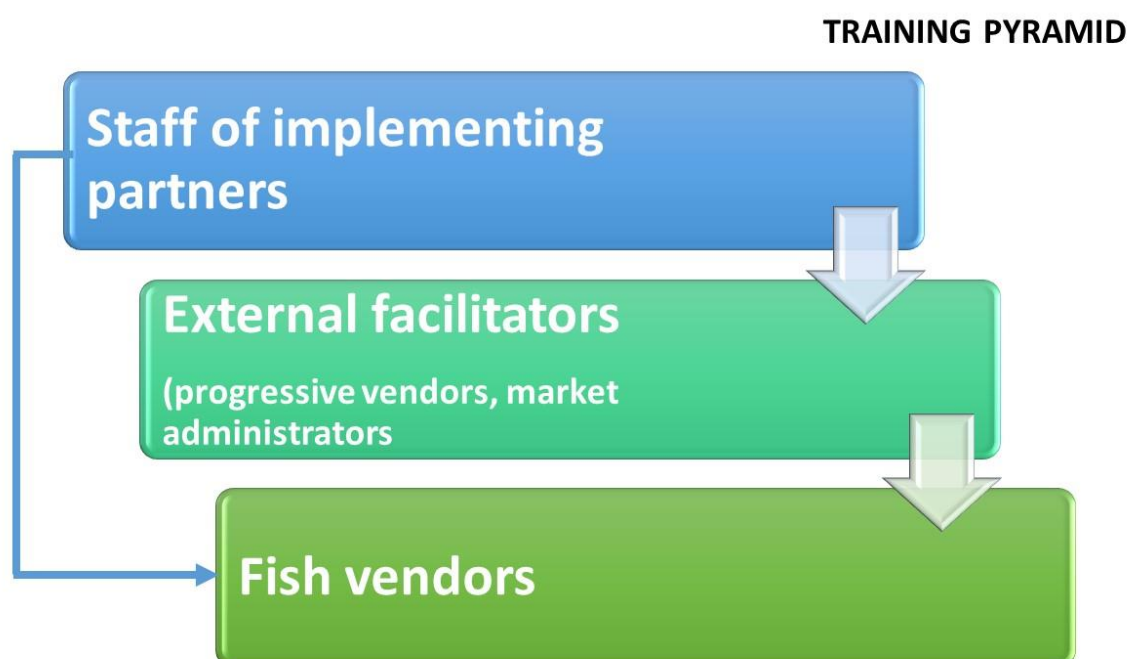 TRAINING PYRAMID
Staff of implementing
partners
External facilitators
(progressive vendors, market
administrators
Fish vendors